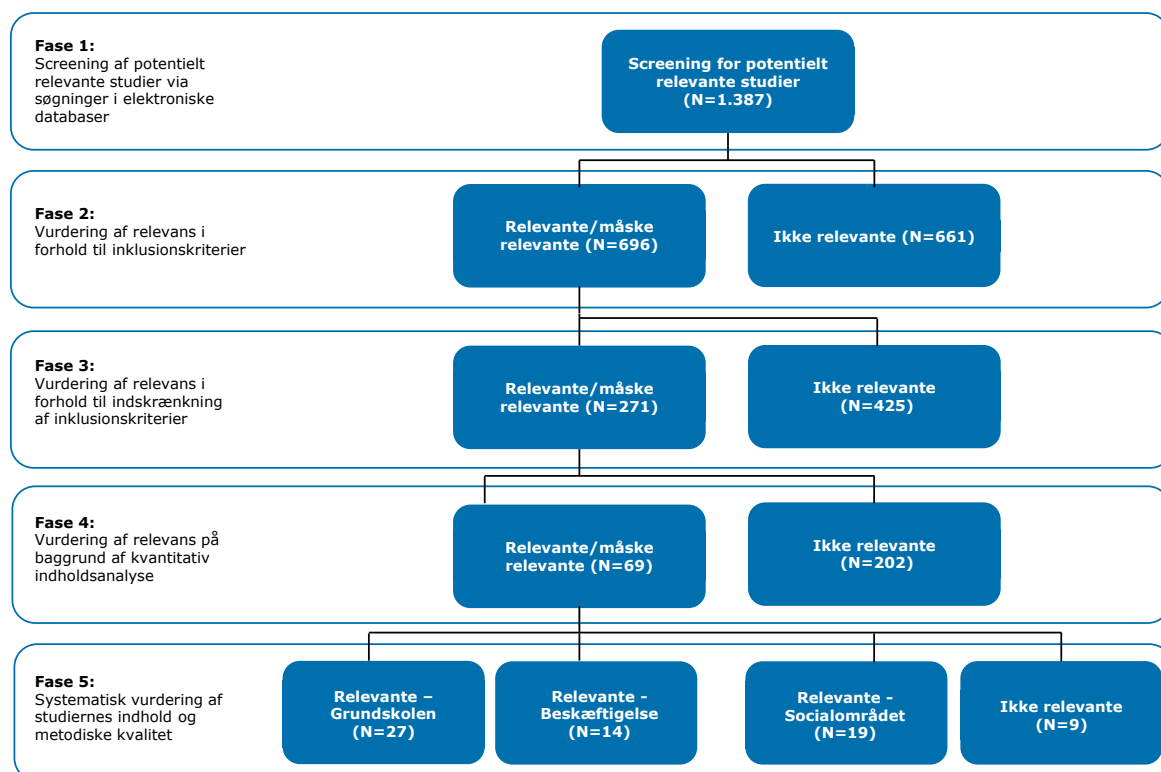 Fase 1:
Screening af potentielt
relevante studier via
søgninger i elektroniske
databaser
Screening for potentielt
relevante studier
(N=1.387)
Fase 2:
Vurdering af relevans i
forhold til inklusionskriterier
Relevante/måske
relevante (N=696)
Ikke relevante (N=661)
Fase 3:
Vurdering af relevans i
forhold til indskrænkning
af inklusionskriterier
Relevante/måske
relevante (N=271)
Ikke relevante
(N=425)
Fase 4:
Vurdering af relevans på
baggrund af kvantitativ
indholdsanalyse
Relevante/måske
relevante (N=69)
Ikke relevante
(N=202)
Fase 5:
Systematisk vurdering af
studiernes indhold og
metodiske kvalitet
Relevante –
Grundskolen
(N=27)
Relevante -
Beskæftigelse
(N=14)
Relevante -
Socialområdet
(N=19)
Ikke relevante
(N=9)